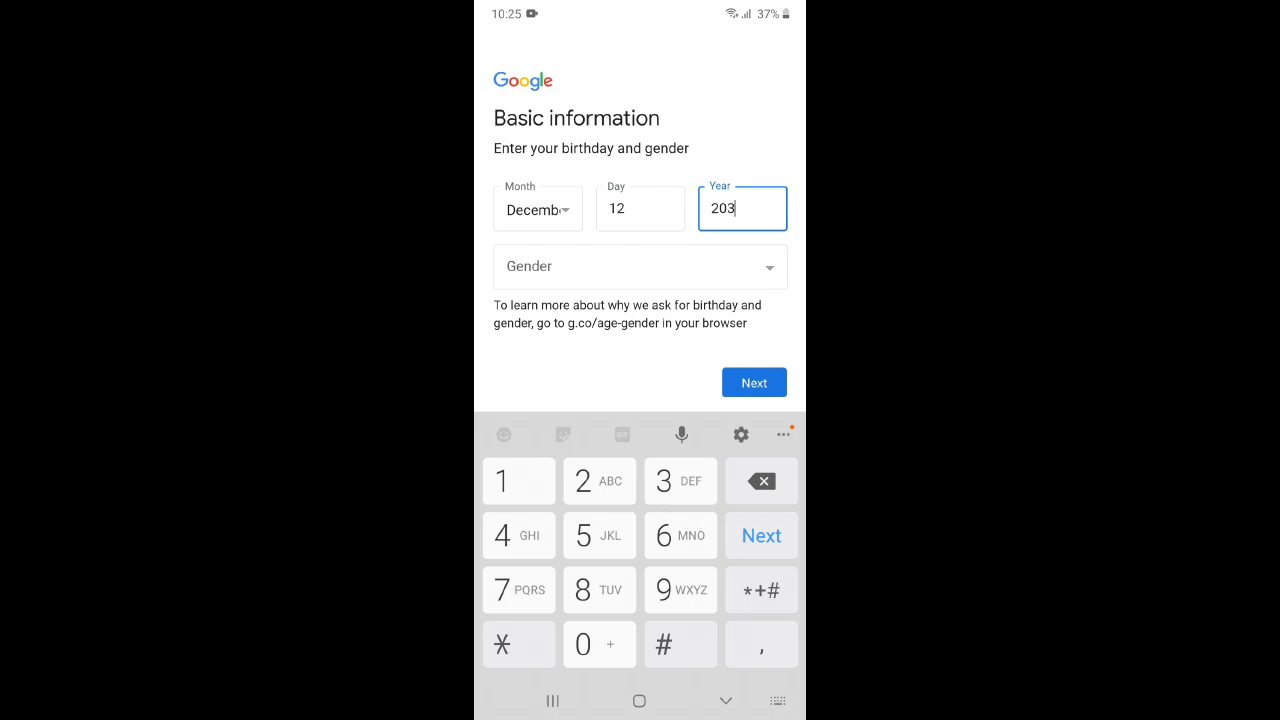 10:25 37%
Google
Basic information
Enter your birthday and gender
Month Day Year
Decemb 12 203
Gender
To learn more about why we ask for birthday and
gender, go to g.co/age-gender in your browser
Next
GIF
1 2 ABC 3 DEF
4 GHI 5 JKL 6 MNO Next
7 PQRS 8 TUV 9 WXYZ *+#
* 0 + # ,